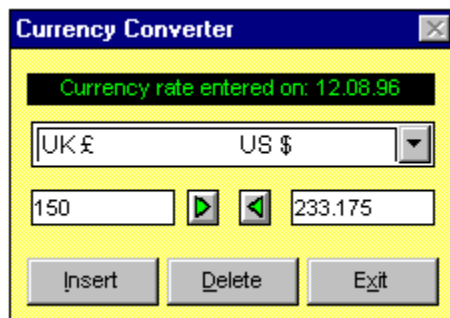 Currency Converter
Currency rate entered on: 12.08.96
UK £ US $
150 233.175
Insert Delete Exit